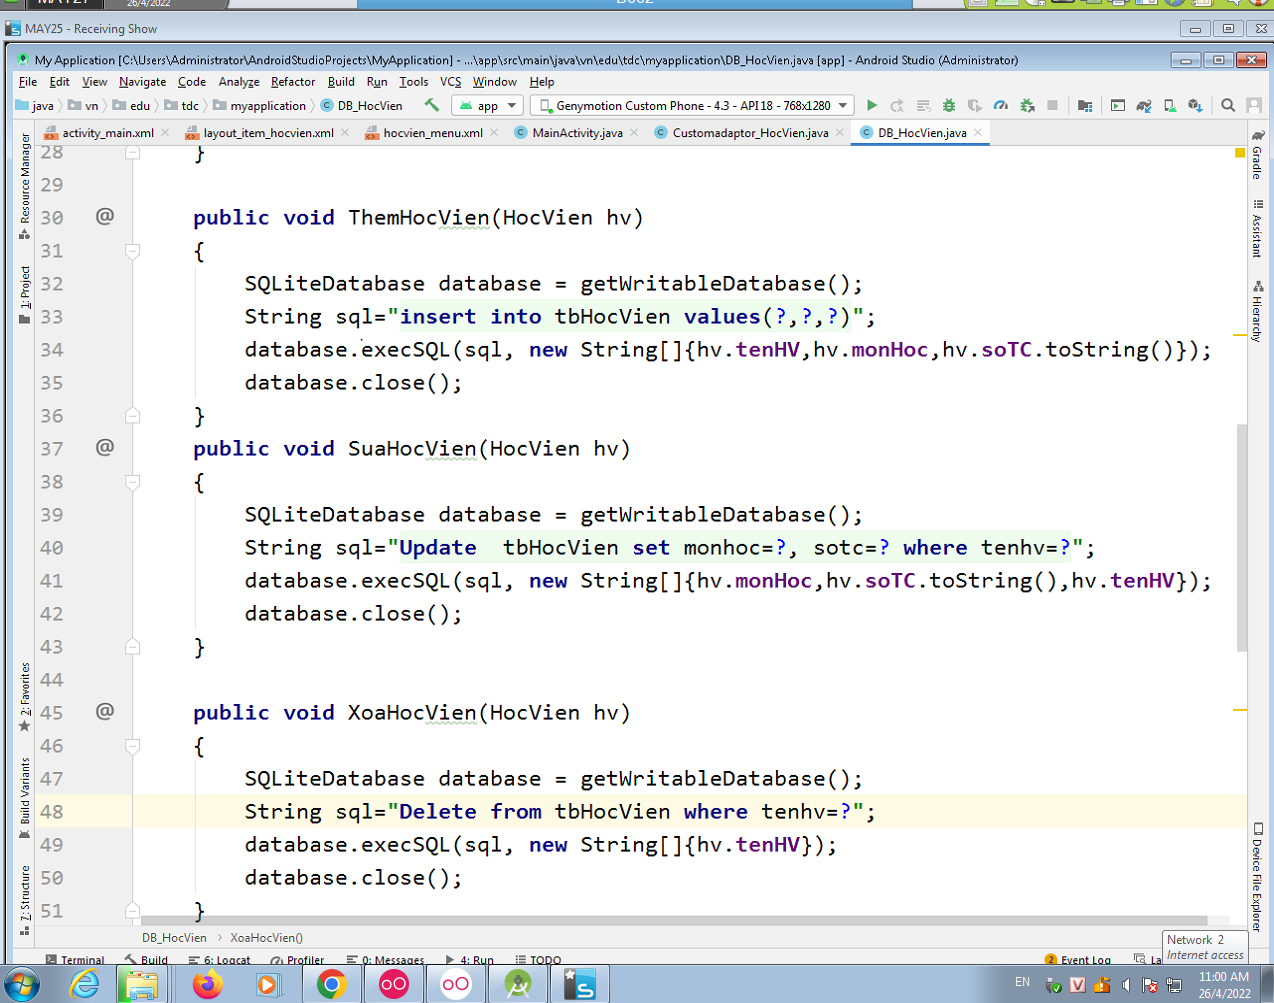 MAY27
26/4/2022
B002
MAY25 - Receiving Show
My Application [C:\Users\Administrator\AndroidStudioProjects\MyApplication] - ...\app\src\main\java\vn\edu\tdc\myapplication\DB_HocVien.java [app] - Android Studio (Administrator)
File Edit View Navigate Code Analyze Refactor Build Run Tools VCS Window Help
java vn edu tdc myapplication DB_HocVien app Genymotion Custom Phone - 4.3 - API 18 - 768x1280
activity_main.xml layout_item_hocvien.xml hocvien_menu.xml MainActivity.java Customadaptor_HocVien.java DB_HocVien.java
Resource Manager
1: Project
2: Favorites
Build Variants
7: Structure
28 }
29
30 @ public void ThemHocVien(HocVien hv)
31 {
32 SQLiteDatabase database = getWritableDatabase();
33 String sql="insert into tbHocVien values(?,?,?)";
34 database.execSQL(sql, new String[]{hv.tenHV,hv.monHoc,hv.soTC.toString()});
35 database.close();
36 }
37 @ public void SuaHocVien(HocVien hv)
38 {
39 SQLiteDatabase database = getWritableDatabase();
40 String sql="Update  tbHocVien set monhoc=?, sotc=? where tenhv=?";
41 database.execSQL(sql, new String[]{hv.monHoc,hv.soTC.toString(),hv.tenHV});
42 database.close();
43 }
44
45 @ public void XoaHocVien(HocVien hv)
46 {
47 SQLiteDatabase database = getWritableDatabase();
48 String sql="Delete from tbHocVien where tenhv=?";
49 database.execSQL(sql, new String[]{hv.tenHV});
50 database.close();
51 }
Gradle
Assistant
Hierarchy
Device File Explorer
DB_HocVien XoaHocVien()
Network 2
Internet access
Terminal Build 6: Logcat Profiler 0: Messages 4: Run TODO 2 Event Log La
EN 11:00 AM
26/4/2022